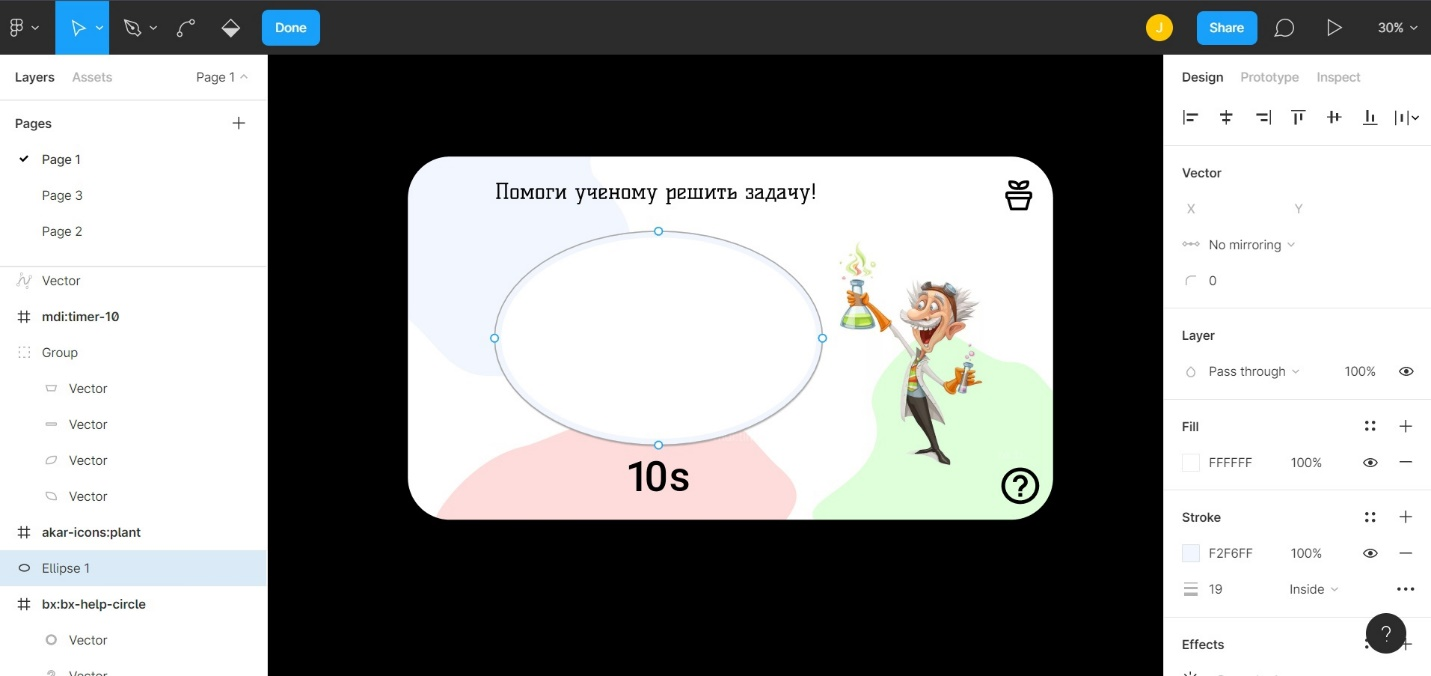 Done
J
Share
30%
Layers
Assets
Page 1
Pages
Page 1
Page 3
Page 2
Vector
mdi:timer-10
Group
Vector
Vector
Vector
Vector
akar-icons:plant
Ellipse 1
bx:bx-help-circle
Vector
Vector
Помоги ученому решить задачу!
10s
?
Design
Prototype
Inspect
Vector
X
Y
No mirroring
0
Layer
Pass through
100%
Fill
FFFFFF
100%
Stroke
F2F6FF
100%
19
Inside
Effects
?